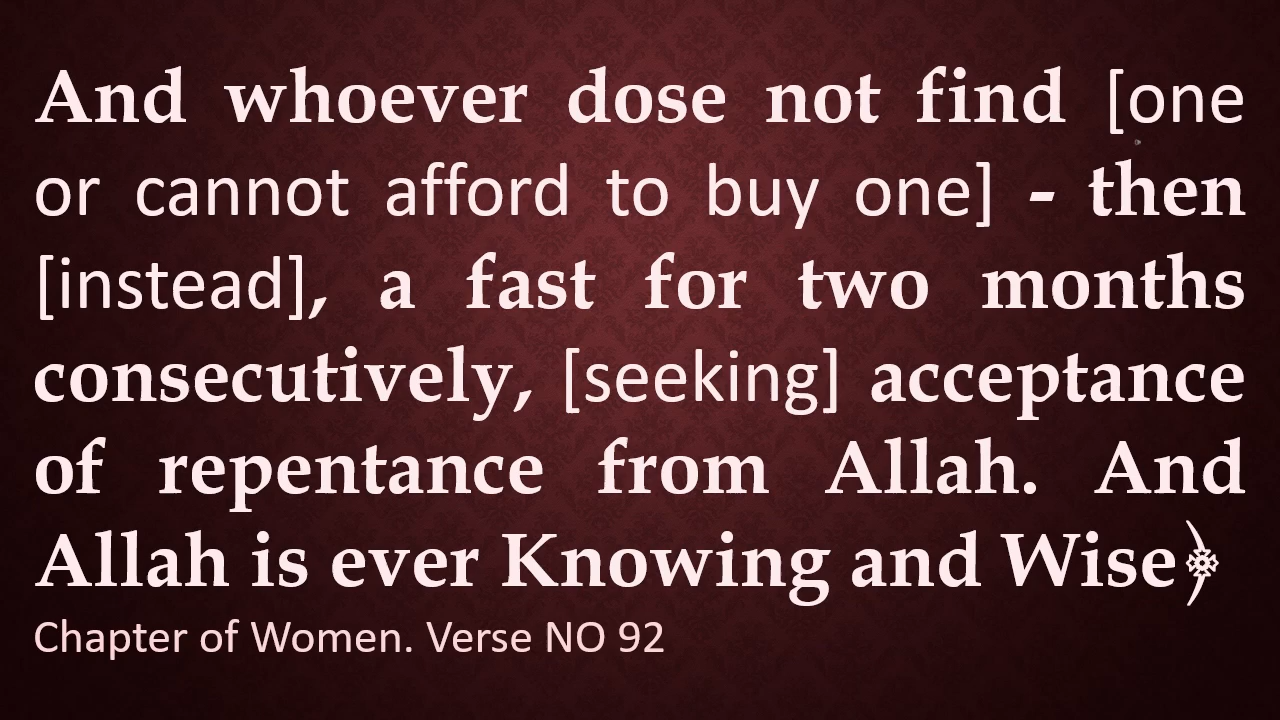 And whoever dose not find [one
or cannot afford to buy one] - then
[instead], a fast for two months
consecutively, [seeking] acceptance
of repentance from Allah. And
Allah is ever Knowing and Wise﴾
Chapter of Women. Verse NO 92